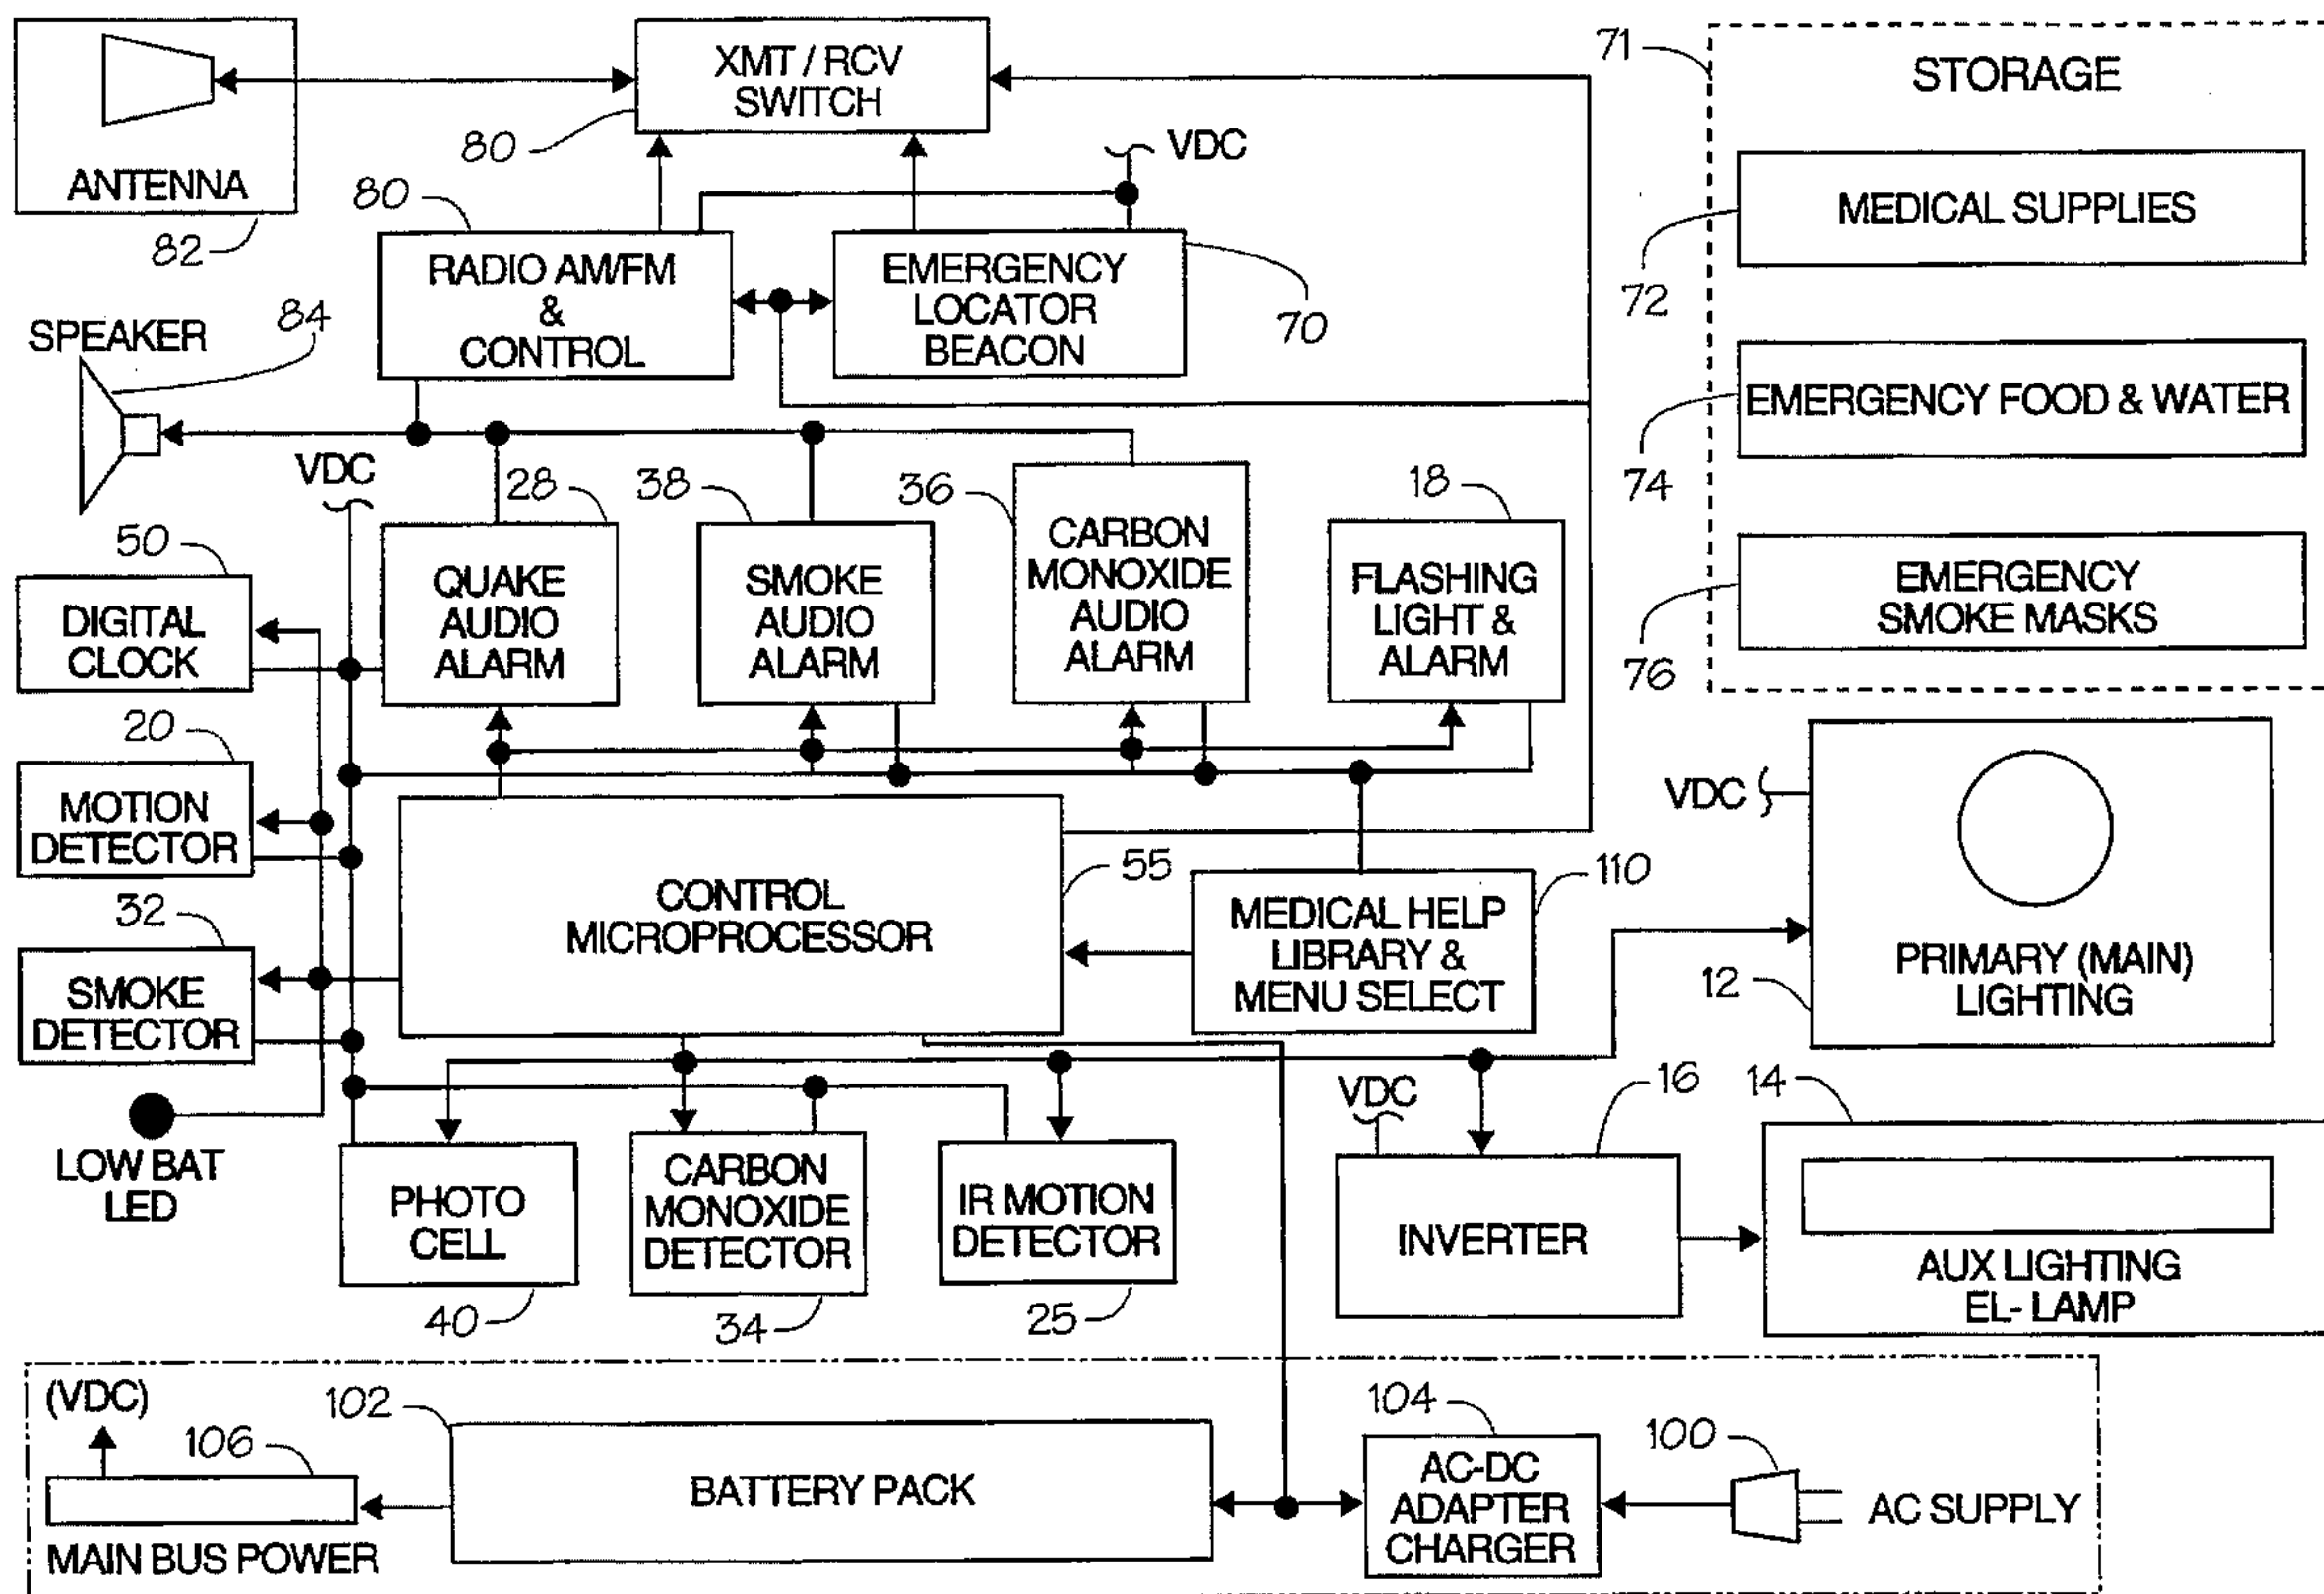 XMT / RCV
SWITCH
80
ANTENNA
82
VDC
80
RADIO AM/FM
&
CONTROL
EMERGENCY
LOCATOR
BEACON
70
71
STORAGE
MEDICAL SUPPLIES
72
EMERGENCY FOOD & WATER
74
EMERGENCY
SMOKE MASKS
76
SPEAKER
84
VDC
28
QUAKE
AUDIO
ALARM
38
SMOKE
AUDIO
ALARM
36
CARBON
MONOXIDE
AUDIO
ALARM
18
FLASHING
LIGHT &
ALARM
50
DIGITAL
CLOCK
20
MOTION
DETECTOR
32
SMOKE
DETECTOR
LOW BAT
LED
CONTROL
MICROPROCESSOR
55
110
MEDICAL HELP
LIBRARY &
MENU SELECT
VDC
12
PRIMARY (MAIN)
LIGHTING
PHOTO
CELL
40
CARBON
MONOXIDE
DETECTOR
34
IR MOTION
DETECTOR
25
VDC
16
INVERTER
14
AUX LIGHTING
EL- LAMP
(VDC)
106
MAIN BUS POWER
102
BATTERY PACK
104
AC-DC
ADAPTER
CHARGER
100
AC SUPPLY